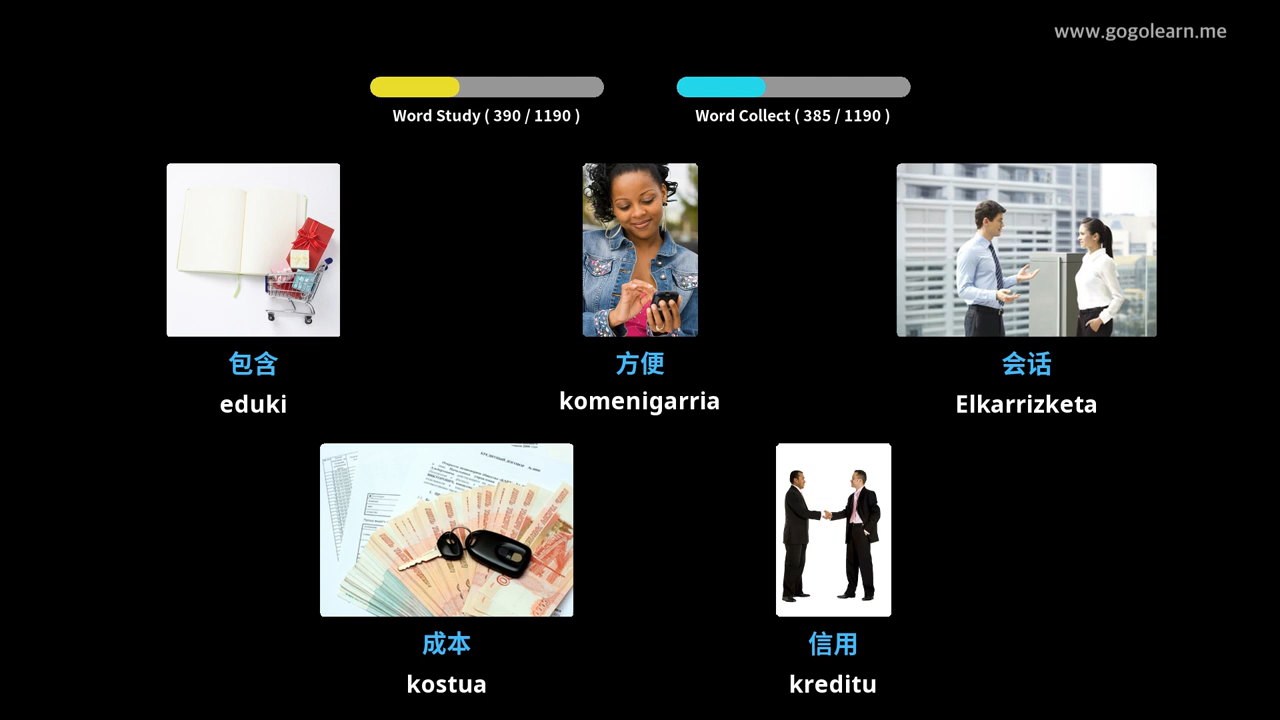 www.gogolearn.me
Word Study ( 390 / 1190 )
Word Collect ( 385 / 1190 )
包含
eduki
方便
komenigarria
会话
Elkarrizketa
成本
kostua
信用
kreditu